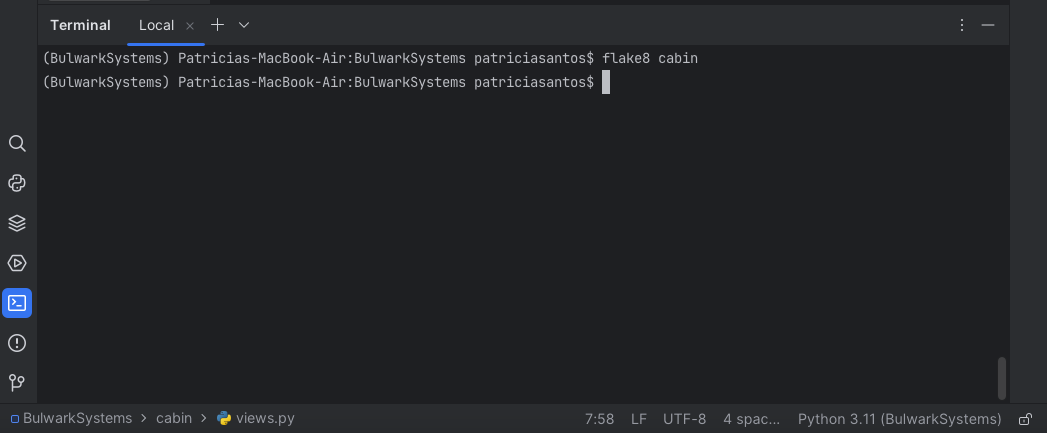 Terminal Local
(BulwarkSystems) Patricias-MacBook-Air:BulwarkSystems patriciasantos$ flake8 cabin
(BulwarkSystems) Patricias-MacBook-Air:BulwarkSystems patriciasantos$
BulwarkSystems > cabin > views.py 7:58 LF UTF-8 4 spac... Python 3.11 (BulwarkSystems)